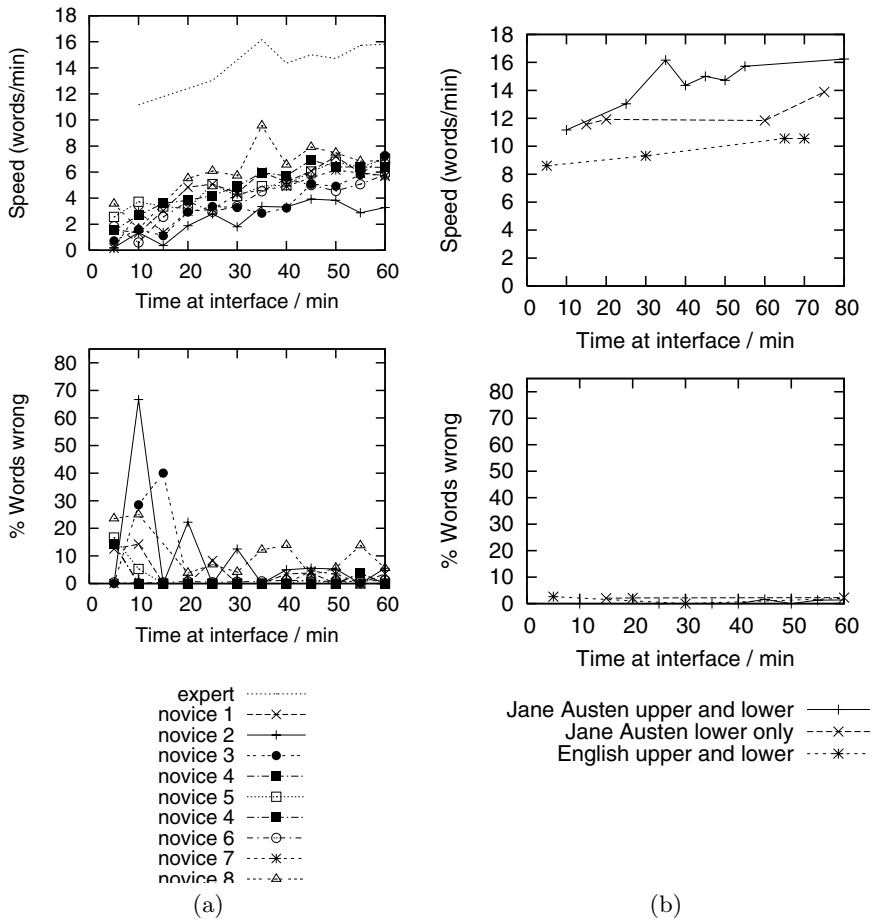 18
16
14
12
10
8
6
4
2
0
Speed (words/min)
0 10 20 30 40 50 60
Time at interface / min
85
80
70
60
50
40
30
20
10
0
% Words wrong
0 10 20 30 40 50 60
Time at interface / min
expert
novice 1
novice 2
novice 3
novice 4
novice 5
novice 4
novice 6
novice 7
novice 8
(a)
18
16
14
12
10
8
6
4
2
0
Speed (words/min)
0 10 20 30 40 50 60 70 80
Time at interface / min
80
70
60
50
40
30
20
10
0
% Words wrong
0 10 20 30 40 50 60
Time at interface / min
Jane Austen upper and lower
Jane Austen lower only
English upper and lower
(b)